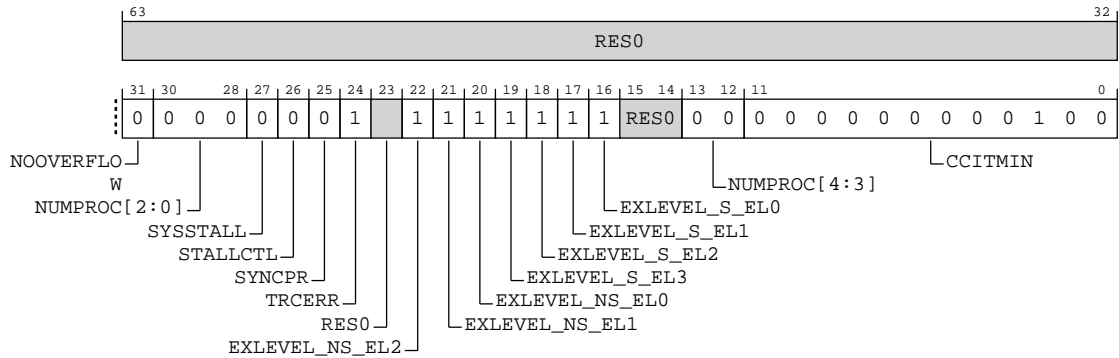 63 32
RES0
31 30 28 27 26 25 24 23 22 21 20 19 18 17 16 15 14 13 12 11 0
0 0 0 0 0 0 0 1 1 1 1 1 1 1 1 RES0 0 0 0 0 0 0 0 0 0 0 0 1 0 0
NOOVERFLO CCITMIN
W NUMPROC[4:3]
NUMPROC[2:0] EXLEVEL_S_EL0
SYSSTALL EXLEVEL_S_EL1
STALLCTL EXLEVEL_S_EL2
SYNCPR EXLEVEL_S_EL3
TRCERR EXLEVEL_NS_EL0
RES0 EXLEVEL_NS_EL1
EXLEVEL_NS_EL2